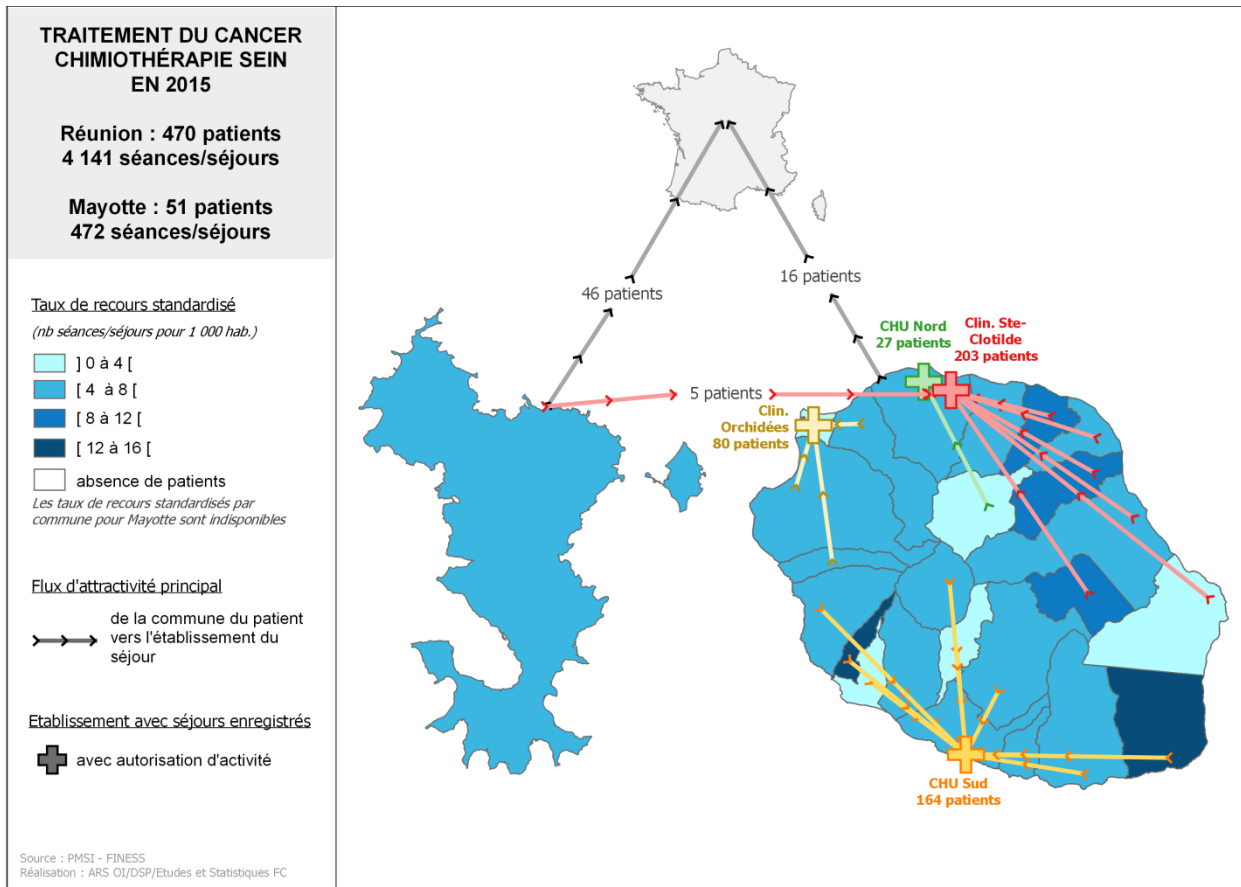 TRAITEMENT DU CANCER
CHIMIOTHÉRAPIE SEIN
EN 2015
Réunion : 470 patients
4 141 séances/séjours
Mayotte : 51 patients
472 séances/séjours
Taux de recours standardisé
(nb séances/séjours pour 1 000 hab.)
] 0 à 4 [
[ 4 à 8 [
[ 8 à 12 [
[ 12 à 16 [
absence de patients
Les taux de recours standardisés par
commune pour Mayotte sont indisponibles
Flux d'attractivité principal
de la commune du patient
vers l'établissement du
séjour
Etablissement avec séjours enregistrés
avec autorisation d'activité
Source : PMSI - FINESS
Réalisation : ARS OI/DSP/Etudes et Statistiques FC
46 patients
16 patients
CHU Nord
27 patients
Clin. Ste-
Clotilde
203 patients
5 patients
Clin.
Orchidées
80 patients
CHU Sud
164 patients